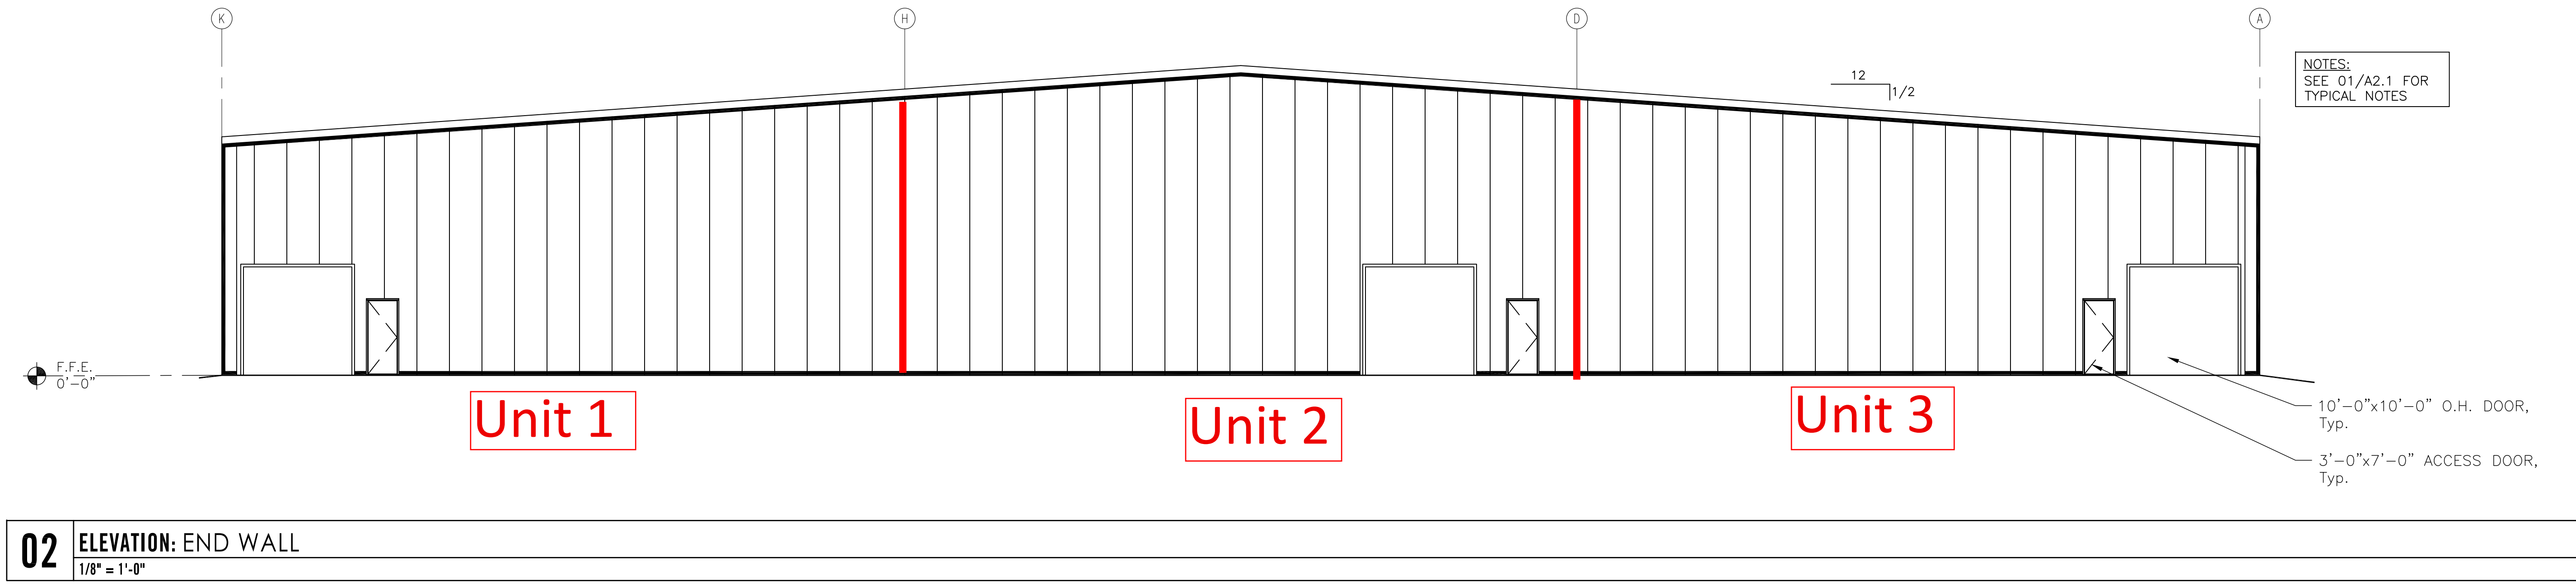 K
H
D
A
12
1/2
NOTES:
SEE 01/A2.1 FOR
TYPICAL NOTES
F.F.E.
0'-0"
Unit 1
Unit 2
Unit 3
10'-0"x10'-0" O.H. DOOR,
Typ.
3'-0"x7'-0" ACCESS DOOR,
Typ.
02
ELEVATION: END WALL
1/8" = 1'-0"